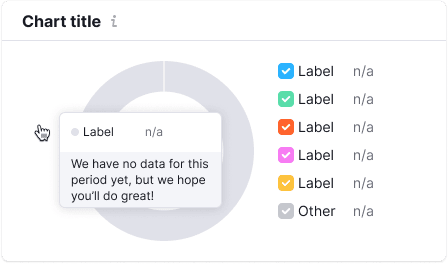 Chart title
Label n/a
We have no data for this
period yet, but we hope
you'll do great!
Label n/a
Label n/a
Label n/a
Label n/a
Label n/a
Other n/a